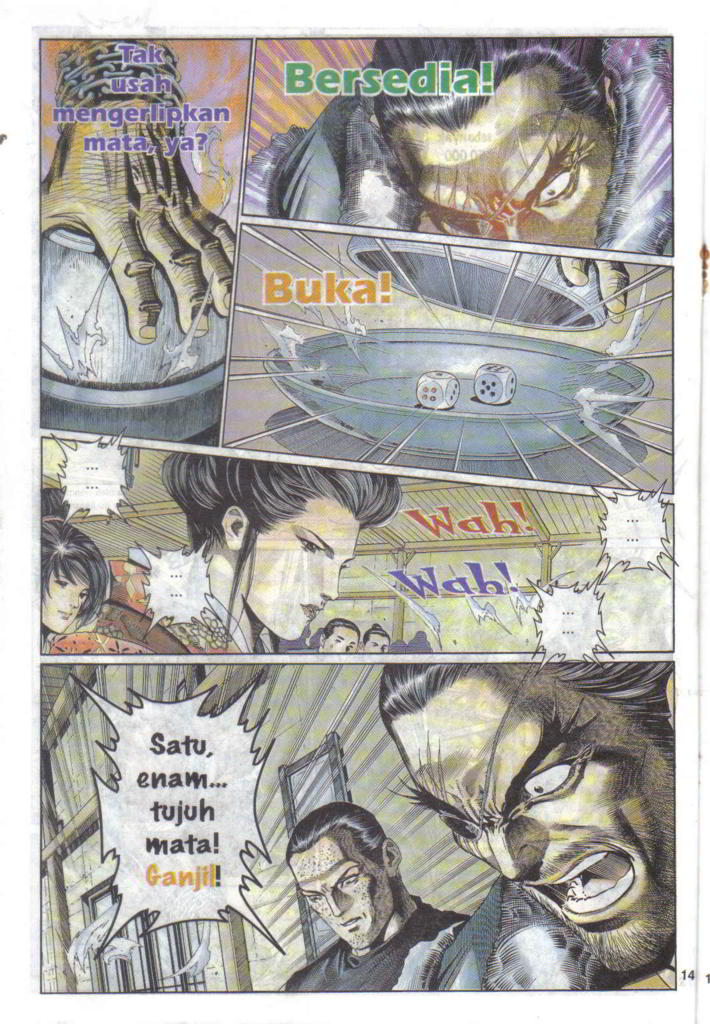 Tak
usah
mengerlipkan
mata, ya?
Bersedia!
Buka!
...
...
...
...
Wah!
Wah!
...
...
...
...
Satu,
enam...
tujuh
mata!
Ganjil!
14